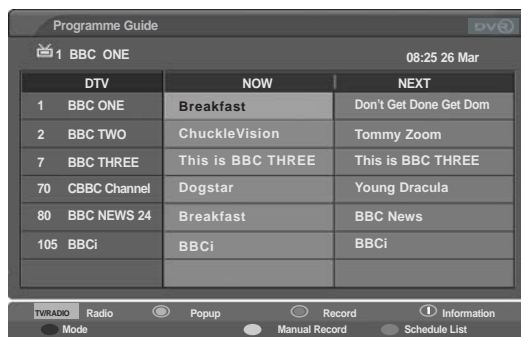 Programme Guide DVR
1 BBC ONE 08:25 26 Mar
DTV NOW NEXT
1 BBC ONE Breakfast Don't Get Done Get Dom
2 BBC TWO ChuckleVision Tommy Zoom
7 BBC THREE This is BBC THREE This is BBC THREE
70 CBBC Channel Dogstar Young Dracula
80 BBC NEWS 24 Breakfast BBC News
105 BBCi BBCi BBCi
TV/RADIO Radio Popup Record Information
Mode Manual Record Schedule List